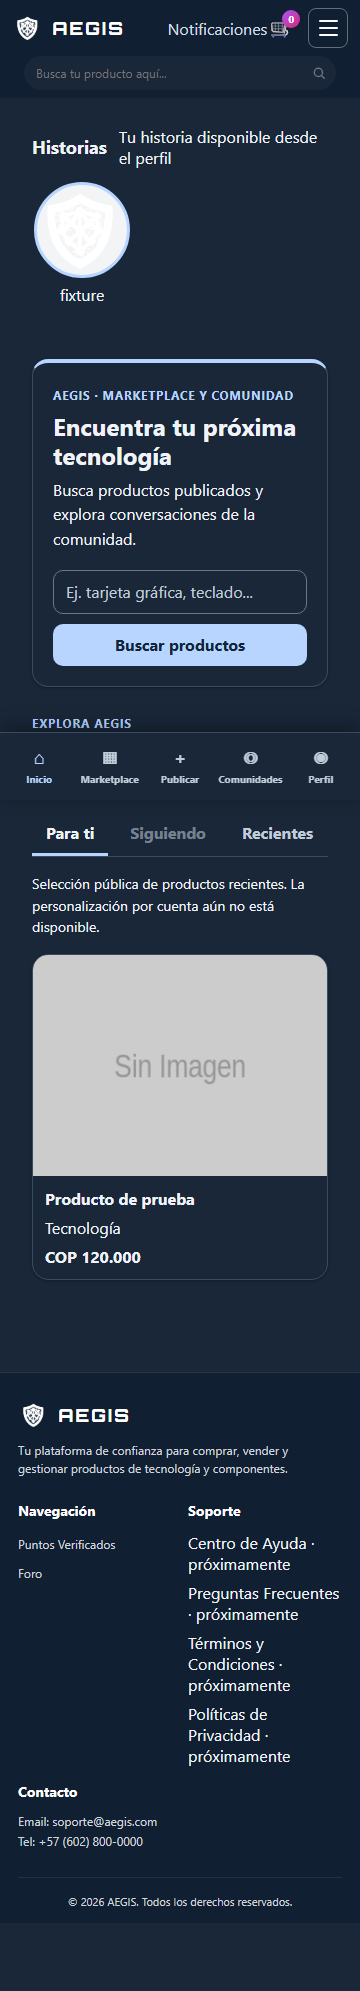 AEGIS
Notificaciones
0
Busca tu producto aquí...
Historias
Tu historia disponible desde
el perfil
fixture
AEGIS · MARKETPLACE Y COMUNIDAD
Encuentra tu próxima
tecnología
Busca productos publicados y
explora conversaciones de la
comunidad.
Ej. tarjeta gráfica, teclado...
Buscar productos
EXPLORA AEGIS
Inicio
Marketplace
Publicar
Comunidades
Perfil
Para ti
Siguiendo
Recientes
Selección pública de productos recientes. La
personalización por cuenta aún no está
disponible.
Sin Imagen
Producto de prueba
Tecnología
COP 120.000
AEGIS
Tu plataforma de confianza para comprar, vender y
gestionar productos de tecnología y componentes.
Navegación
Puntos Verificados
Foro
Soporte
Centro de Ayuda ·
próximamente
Preguntas Frecuentes
· próximamente
Términos y
Condiciones ·
próximamente
Políticas de
Privacidad ·
próximamente
Contacto
Email: soporte@aegis.com
Tel: +57 (602) 800-0000
© 2026 AEGIS. Todos los derechos reservados.